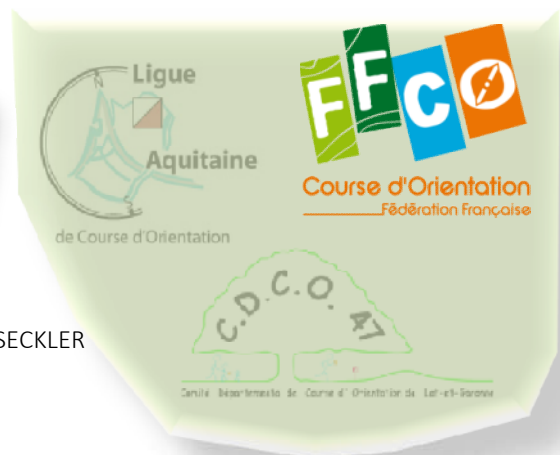 Ligue
Aquitaine
de Course d'Orientation
FFCO
Course d'Orientation
Fédération Française
C.D.C.O. 47
SECKLER
Comité Départemental de Course d'Orientation de Lot-et-Garonne